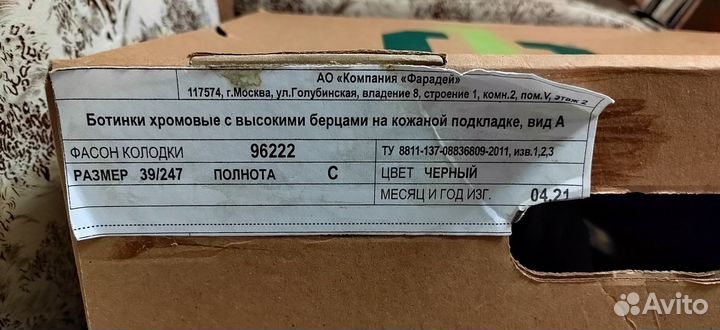 АО «Компания «Фарадей»
117574, г.Москва, ул.Голубинская, владение 8, строение 1, комн.2, пом.V, этаж 2
Ботинки хромовые с высокими берцами на кожаной подкладке, вид А
ФАСОН КОЛОДКИ 96222 ТУ 8811-137-08836809-2011, изв.1,2,3
РАЗМЕР 39/247 ПОЛНОТА С ЦВЕТ ЧЕРНЫЙ
МЕСЯЦ И ГОД ИЗГ. 04.21
Avito